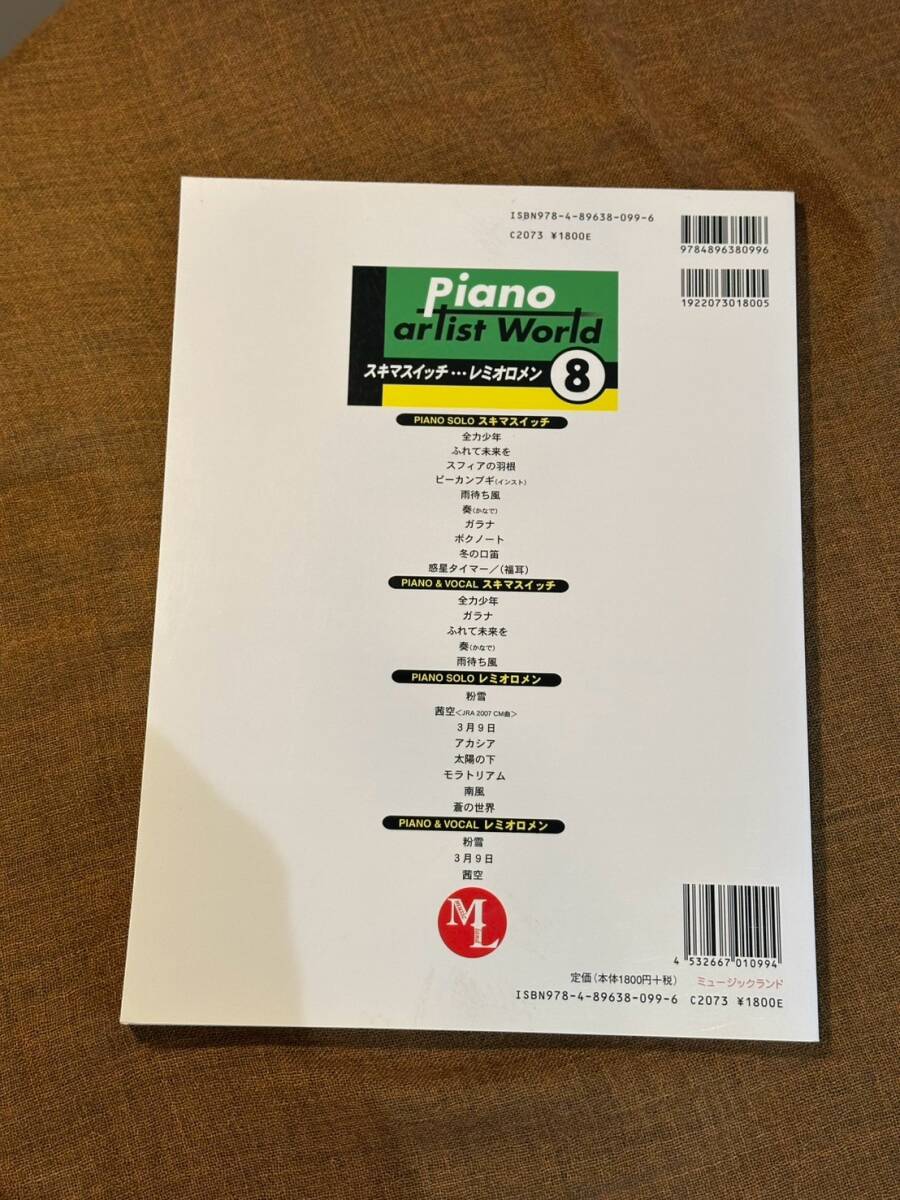 ISBN978-4-89638-099-6
C2073 ¥1800E
9784896380996
1922073018005
Piano
artist World
スキマスイッチ…レミオロメン
8
PIANO SOLO スキマスイッチ
全力少年
ふれて未来を
スフィアの羽根
ピーカンブギ(インスト)
雨待ち風
奏(かなで)
ガラナ
ボクノート
冬の口笛
惑星タイマー/(福耳)
PIANO & VOCAL スキマスイッチ
全力少年
ガラナ
ふれて未来を
奏(かなで)
雨待ち風
PIANO SOLO レミオロメン
粉雪
茜空<JRA 2007 CM曲>
3月9日
アカシア
太陽の下
モラトリアム
南風
蒼の世界
PIANO & VOCAL レミオロメン
粉雪
3月9日
茜空
ML
4 532667 010994
定価(本体1800円+税) ミュージックランド
ISBN978-4-89638-099-6 C2073 ¥1800E